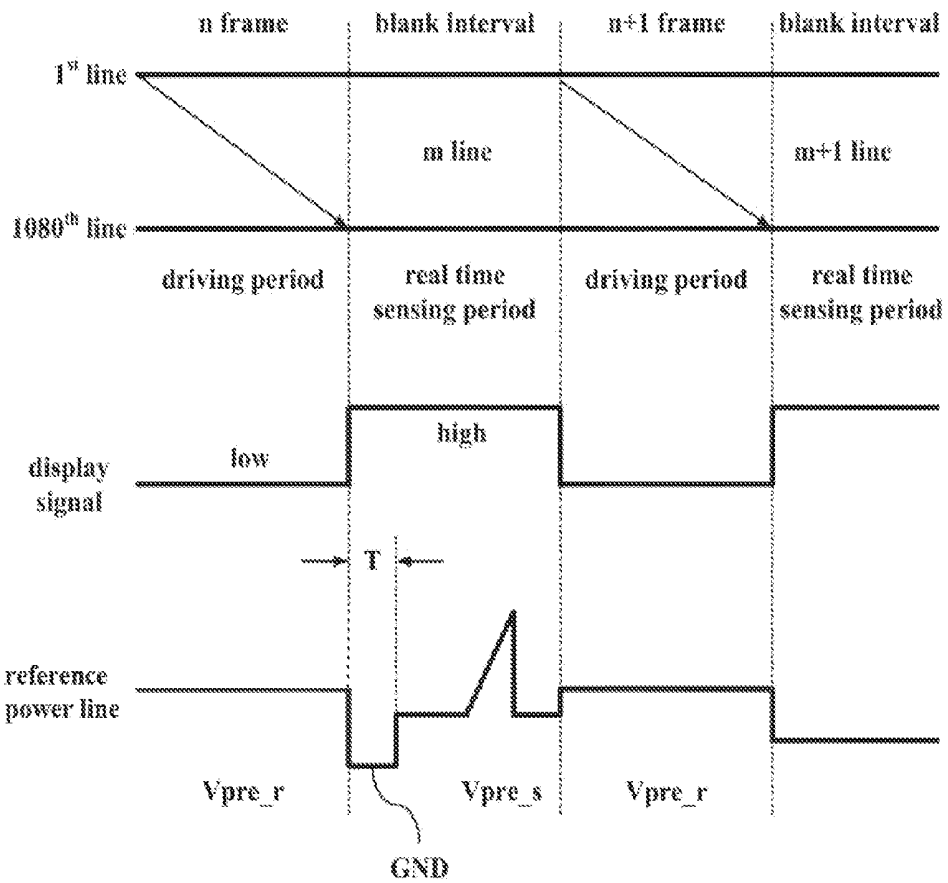 n frame blank interval n+1 frame blank interval
1st line
m line m+1 line
1080th line
driving period real time sensing period driving period real time sensing period
high
low
display
signal
T
reference
power line
Vpre_r Vpre_s Vpre_r
GND